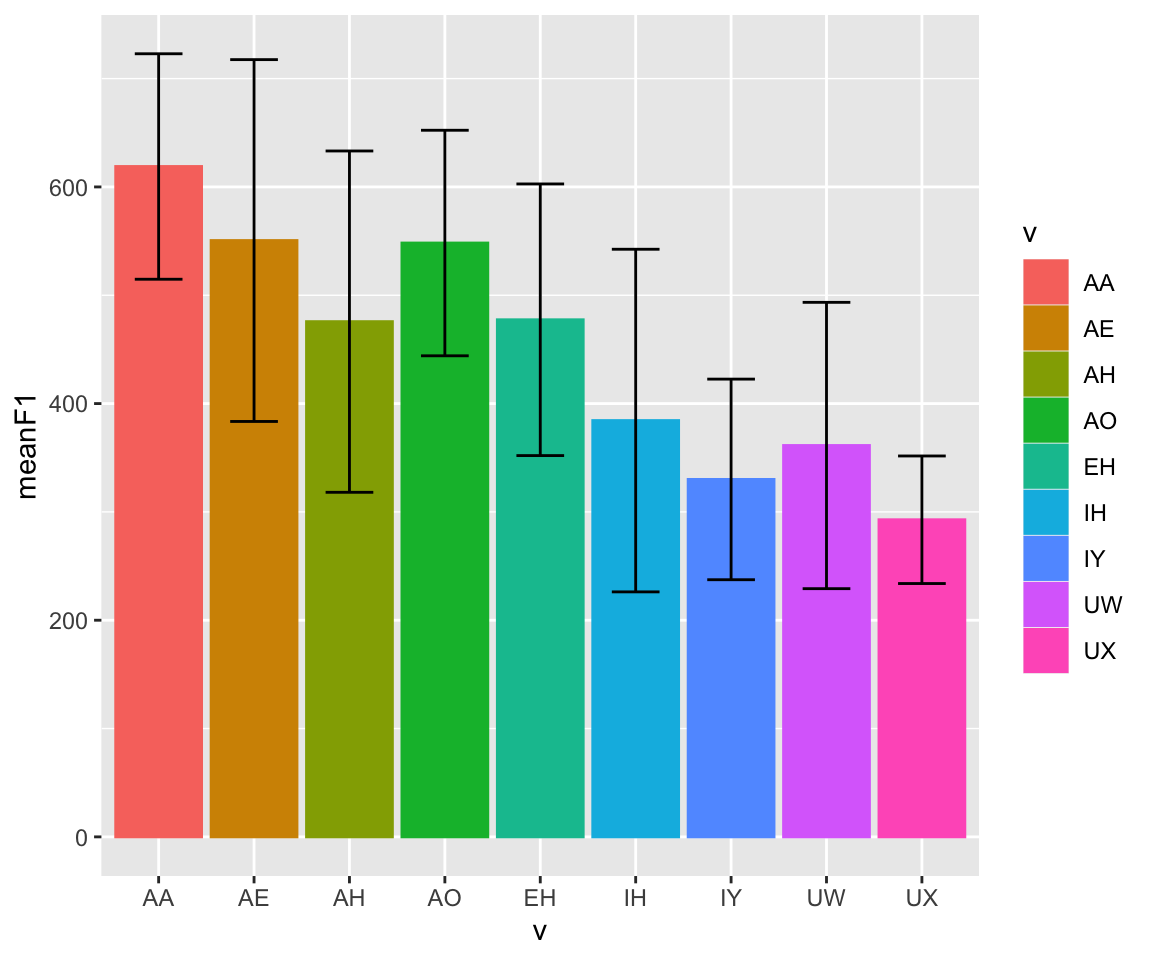 meanF1
600
400
200
0
AA AE AH AO EH IH IY UW UX
v
v
AA
AE
AH
AO
EH
IH
IY
UW
UX